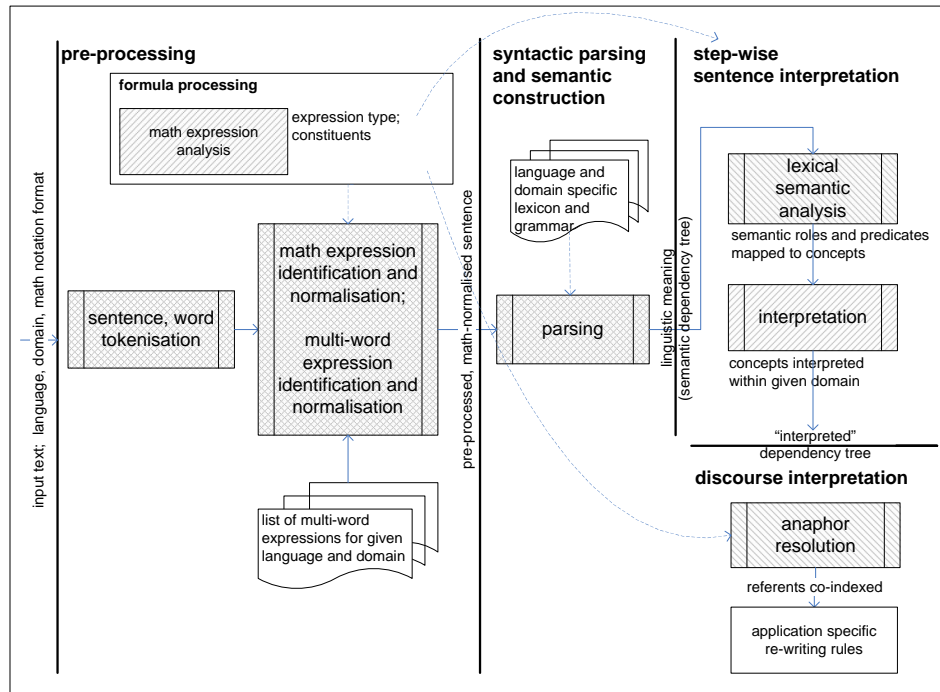 input text;  language, domain, math notation format
pre-processing
formula processing
math expression
analysis
expression type;
constituents
sentence, word
tokenisation
math expression
identification and
normalisation;
multi-word
expression
identification and
normalisation
list of multi-word
expressions for given
language and domain
pre-processed, math-normalised sentence
syntactic parsing
and semantic
construction
language and
domain specific
lexicon and
grammar
parsing
linguistic meaning
(semantic dependency tree)
step-wise
sentence interpretation
lexical
semantic
analysis
semantic roles and predicates
mapped to concepts
interpretation
concepts interpreted
within given domain
“interpreted”
dependency tree
discourse interpretation
anaphor
resolution
referents co-indexed
application specific
re-writing rules